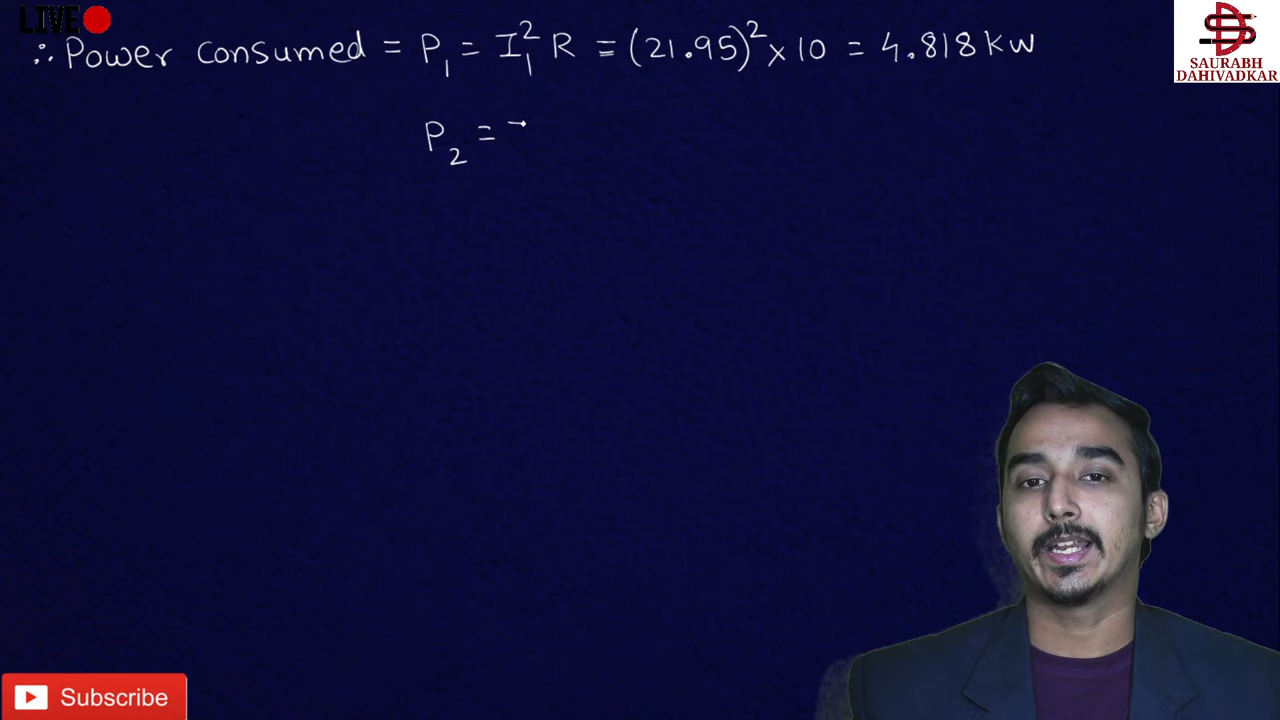 LIVE
∴ Power consumed = P₁ = I₁² R = (21.95)² × 10 = 4.818 kw
SAURABH
DAHIVADKAR
P₂ =
Subscribe